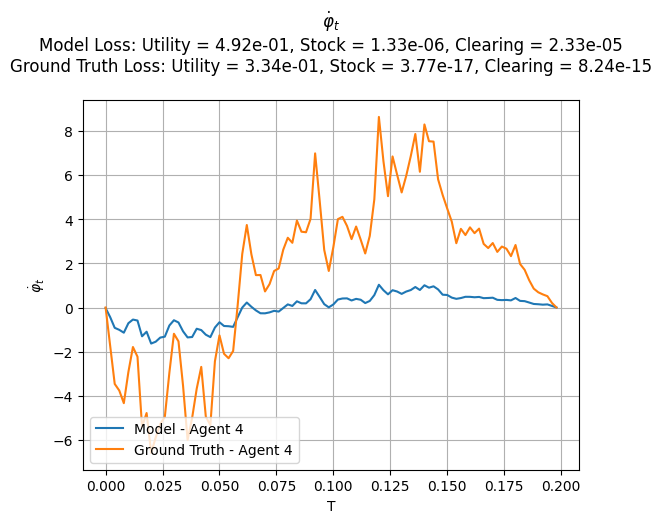 φ̇ₜ
Model Loss: Utility = 4.92e-01, Stock = 1.33e-06, Clearing = 2.33e-05
Ground Truth Loss: Utility = 3.34e-01, Stock = 3.77e-17, Clearing = 8.24e-15
8
6
4
2
0
−2
−4
−6
φ̇ₜ
Model - Agent 4
Ground Truth - Agent 4
0.000 0.025 0.050 0.075 0.100 0.125 0.150 0.175 0.200
T